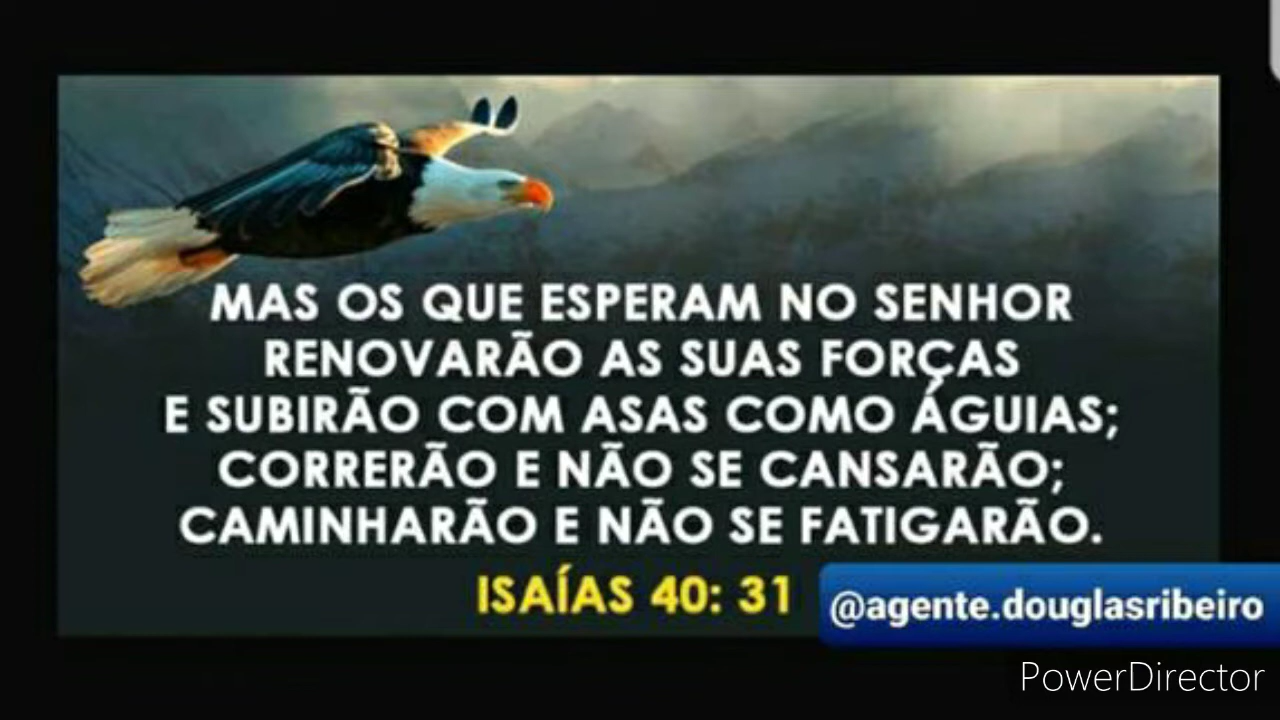 MAS OS QUE ESPERAM NO SENHOR
RENOVARÃO AS SUAS FORÇAS
E SUBIRÃO COM ASAS COMO ÁGUIAS;
CORRERÃO E NÃO SE CANSARÃO;
CAMINHARÃO E NÃO SE FATIGARÃO.
ISAÍAS 40: 31
@agente.douglasribeiro
PowerDirector